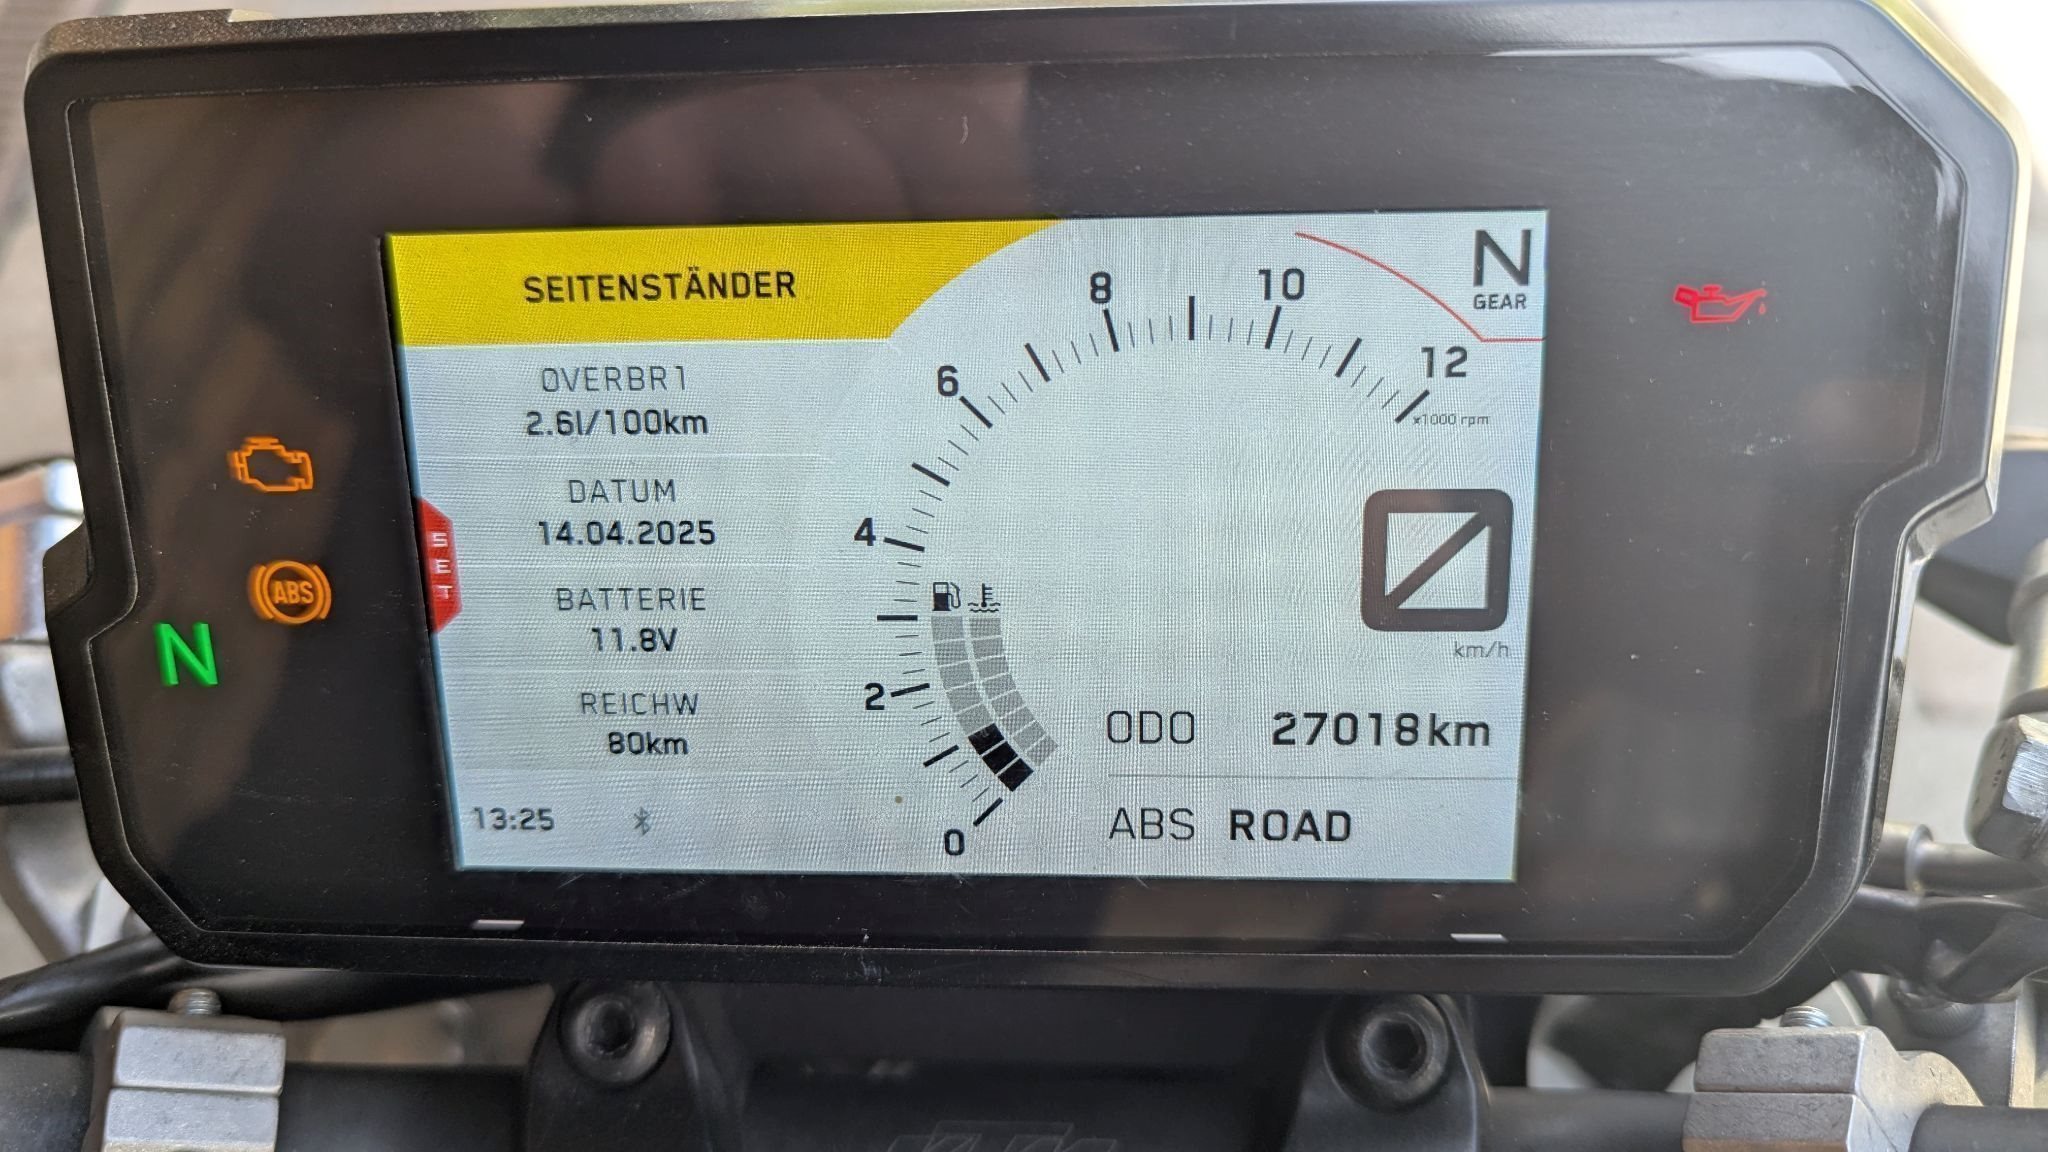 SEITENSTÄNDER
OVERBR1
2.6l/100km
DATUM
14.04.2025
BATTERIE
11.8V
REICHW
80km
13:25
SET
ABS
N
0
2
4
6
8
10
12
x1000 rpm
N
GEAR
0
km/h
ODO 27018km
ABS ROAD